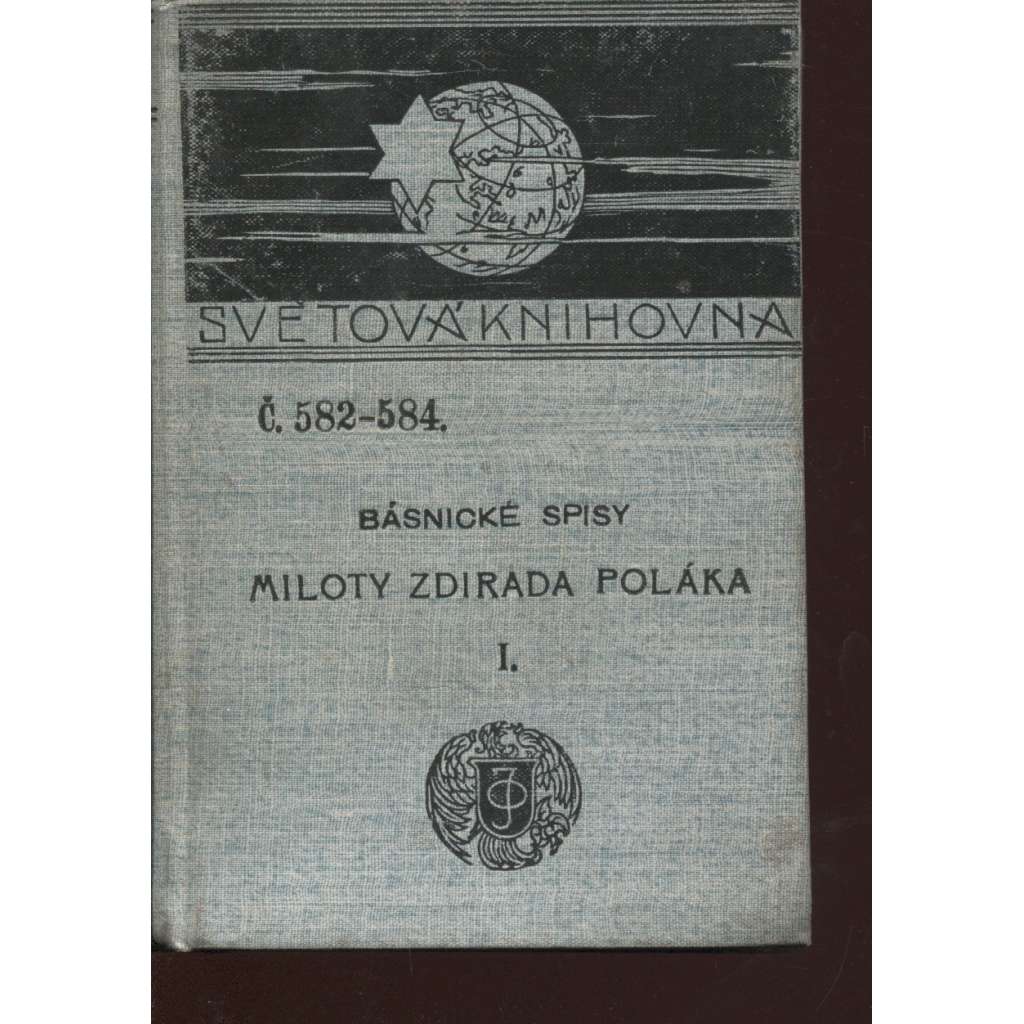 SVĚTOVÁ KNIHOVNA
Č. 582-584.
BÁSNICKÉ SPISY
MILOTY ZDIRADA POLÁKA
I.